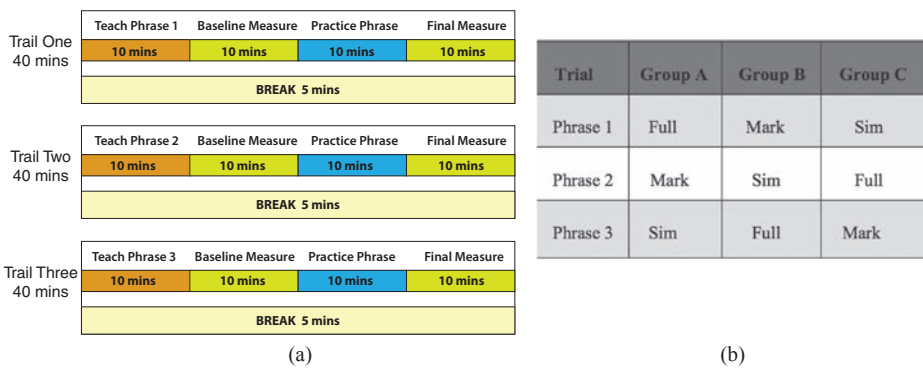 Teach Phrase 1 Baseline Measure Practice Phrase Final Measure
Trail One
40 mins
10 mins 10 mins 10 mins 10 mins
BREAK 5 mins
Teach Phrase 2 Baseline Measure Practice Phrase Final Measure
Trail Two
40 mins
10 mins 10 mins 10 mins 10 mins
BREAK 5 mins
Teach Phrase 3 Baseline Measure Practice Phrase Final Measure
Trail Three
40 mins
10 mins 10 mins 10 mins 10 mins
BREAK 5 mins
(a)
Trial Group A Group B Group C
Phrase 1 Full Mark Sim
Phrase 2 Mark Sim Full
Phrase 3 Sim Full Mark
(b)